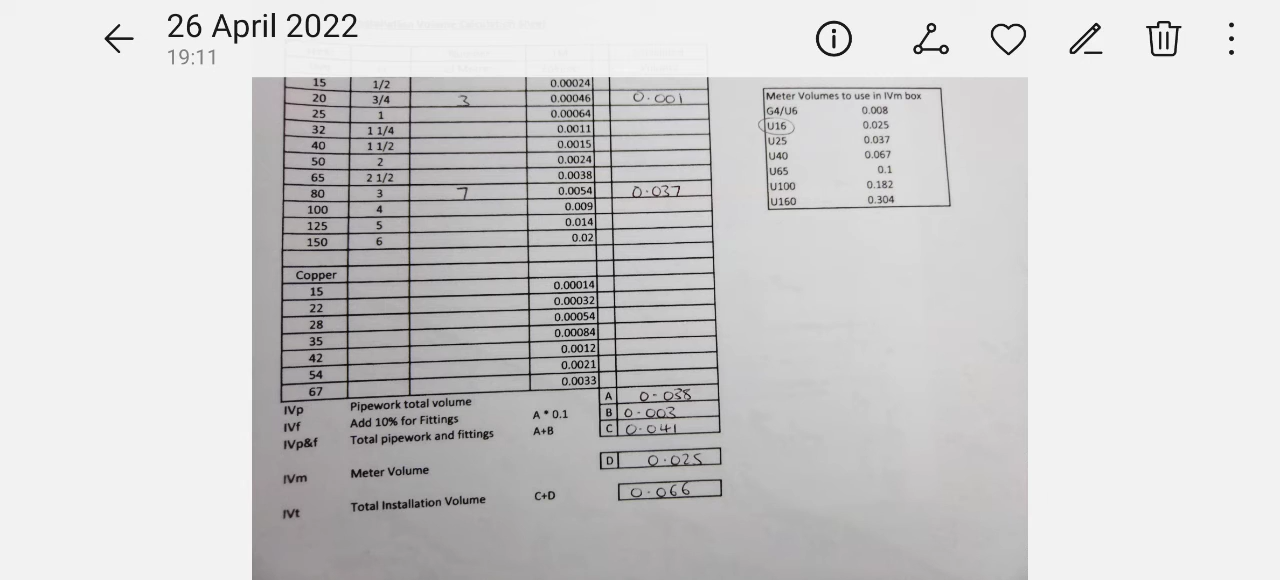 26 April 2022
19:11
15 1/2 0.00024
20 3/4 3 0.00046 0.001
25 1 0.00064
32 1 1/4 0.0011
40 1 1/2 0.0015
50 2 0.0024
65 2 1/2 0.0038
80 3 7 0.0054 0.037
100 4 0.009
125 5 0.014
150 6 0.02
Copper
15 0.00014
22 0.00032
28 0.00054
35 0.00084
42 0.0012
54 0.0021
67 0.0033
IVp Pipework total volume A 0.038
IVf Add 10% for Fittings A * 0.1 B 0.003
IVp&f Total pipework and fittings A+B C 0.041
IVm Meter Volume D 0.025
IVt Total Installation Volume C+D 0.066
Meter Volumes to use in IVm box
G4/U6 0.008
U16 0.025
U25 0.037
U40 0.067
U65 0.1
U100 0.182
U160 0.304